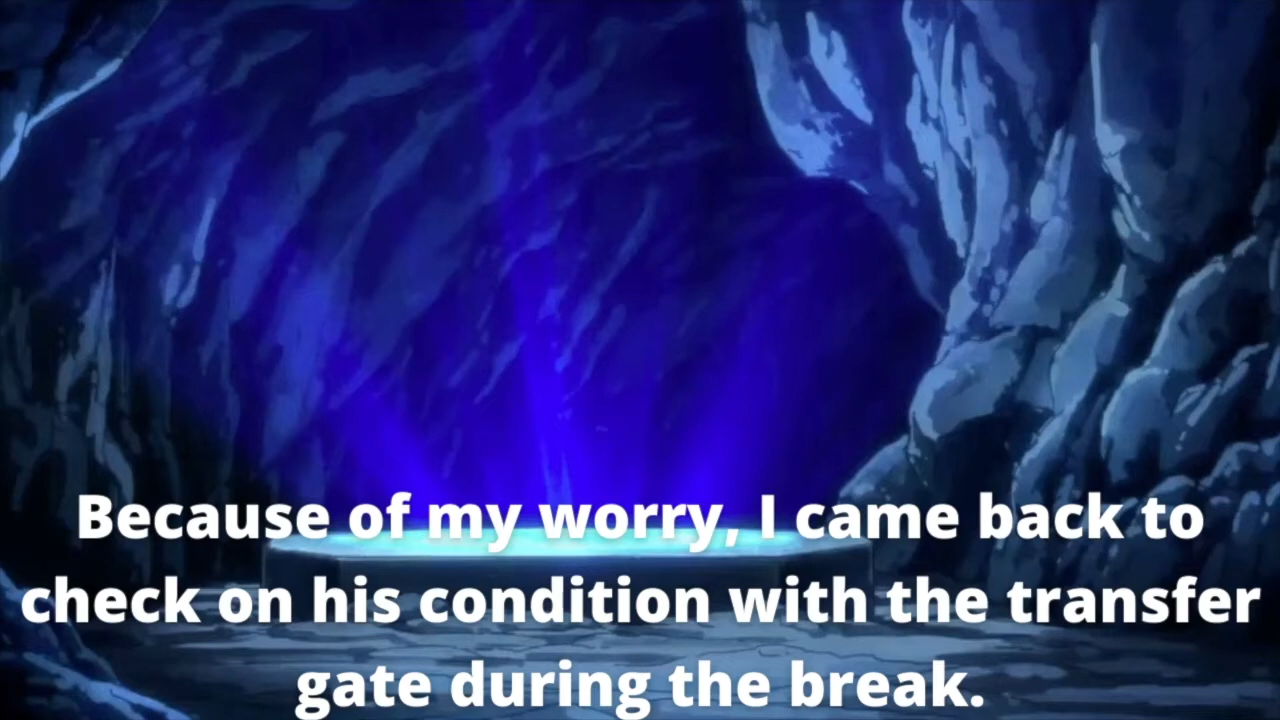 Because of my worry, I came back to
check on his condition with the transfer
gate during the break.